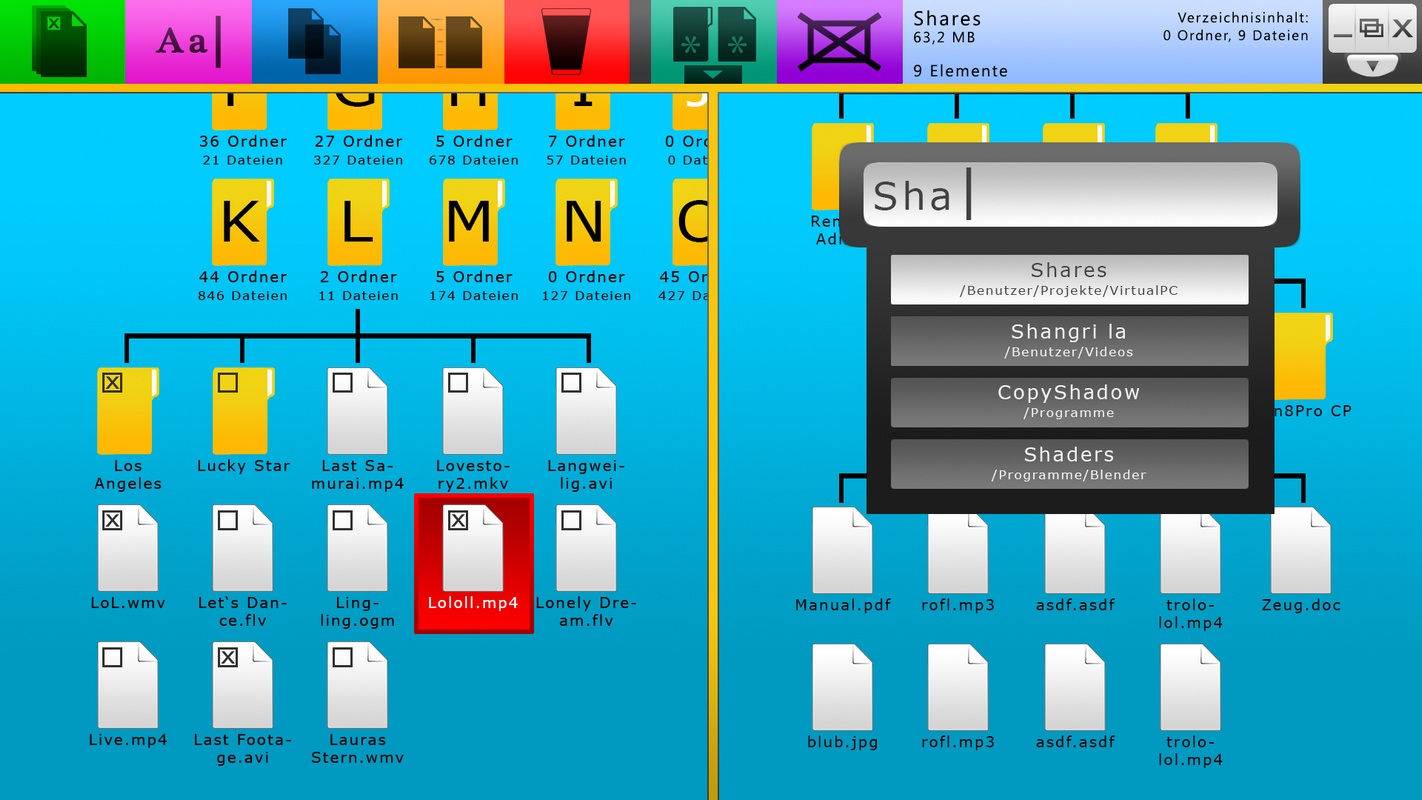 Aa
Shares
63,2 MB
9 Elemente
Verzeichnisinhalt:
0 Ordner, 9 Dateien
36 Ordner
21 Dateien
27 Ordner
327 Dateien
5 Ordner
678 Dateien
7 Ordner
57 Dateien
K
L
M
N
44 Ordner
846 Dateien
2 Ordner
11 Dateien
5 Ordner
174 Dateien
0 Ordner
127 Dateien
Los
Angeles
Lucky Star
Last Sa-
murai.mp4
Lovesto-
ry2.mkv
Langwei-
lig.avi
LoL.wmv
Let‘s Dan-
ce.flv
Ling-
ling.ogm
Lololl.mp4
Lonely Dre-
am.flv
Live.mp4
Last Foota-
ge.avi
Lauras
Stern.wmv
Sha
Shares
/Benutzer/Projekte/VirtualPC
Shangri la
/Benutzer/Videos
CopyShadow
/Programme
Shaders
/Programme/Blender
n8Pro CP
Manual.pdf
rofl.mp3
asdf.asdf
trolo-
lol.mp4
Zeug.doc
blub.jpg
rofl.mp3
asdf.asdf
trolo-
lol.mp4